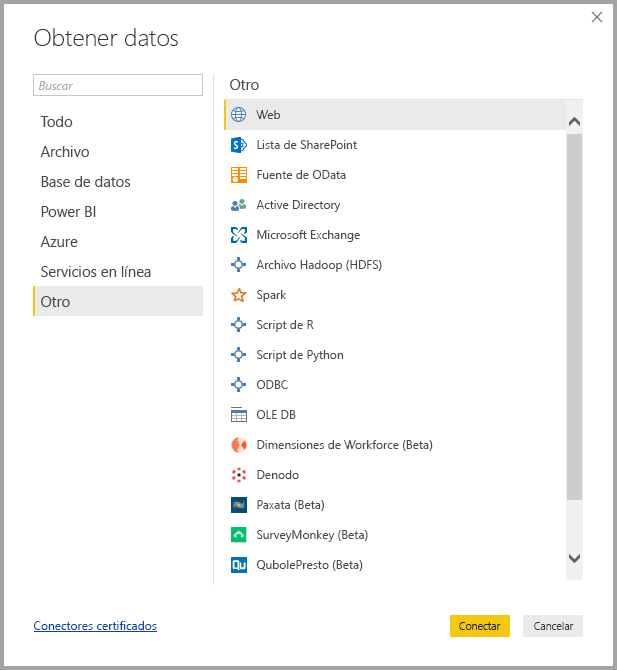 Obtener datos
Buscar
Todo
Archivo
Base de datos
Power BI
Azure
Servicios en línea
Otro
Otro
Web
Lista de SharePoint
Fuente de OData
Active Directory
Microsoft Exchange
Archivo Hadoop (HDFS)
Spark
Script de R
Script de Python
ODBC
OLE DB
Dimensiones de Workforce (Beta)
Denodo
Paxata (Beta)
SurveyMonkey (Beta)
Qu
QubolePresto (Beta)
Conectores certificados
Conectar
Cancelar